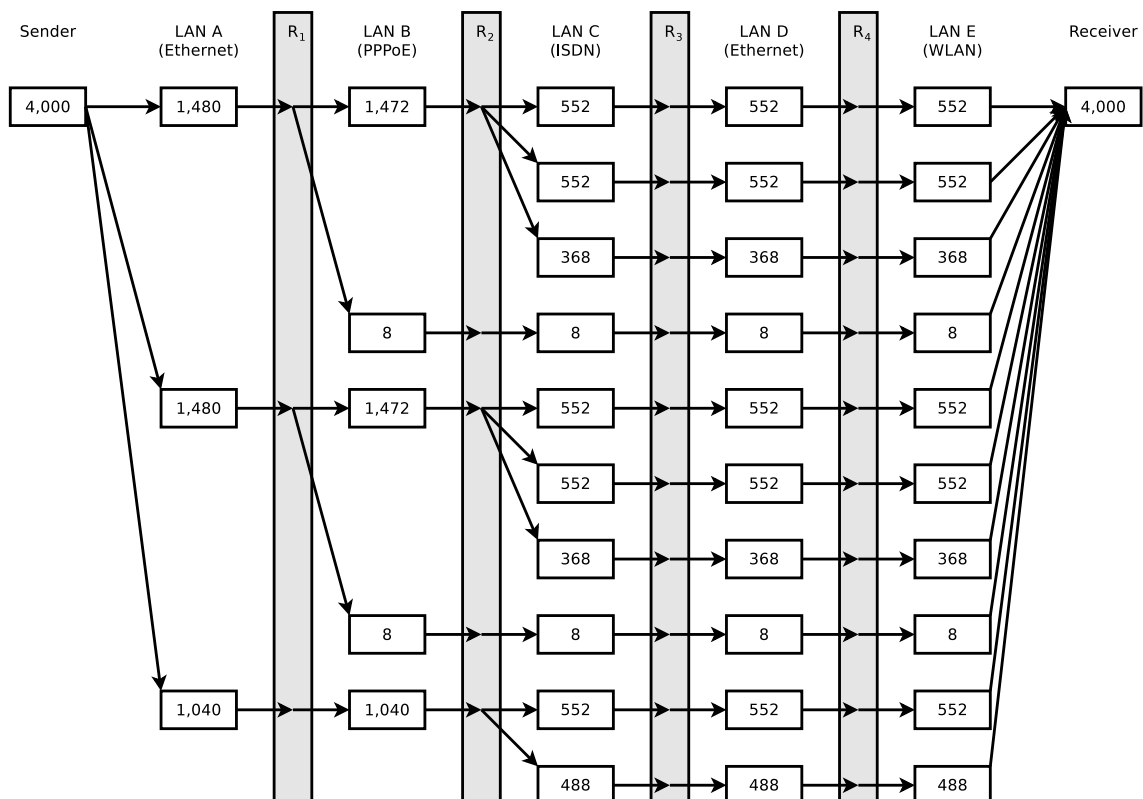 Sender
LAN A
(Ethernet)
R1
LAN B
(PPPoE)
R2
LAN C
(ISDN)
R3
LAN D
(Ethernet)
R4
LAN E
(WLAN)
Receiver
4,000
1,480
1,472
552
552
552
4,000
552
552
552
368
368
368
8
8
8
8
1,480
1,472
552
552
552
552
552
552
368
368
368
8
8
8
8
1,040
1,040
552
552
552
488
488
488